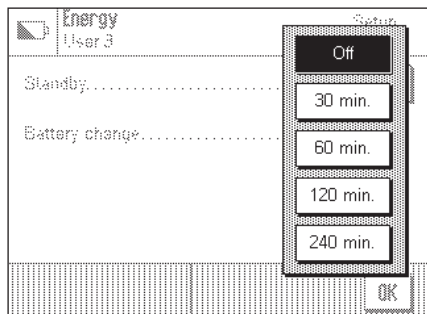 Energy
Setup
User 3
Off
Standby
30 min.
60 min.
Battery change
120 min.
240 min.
OK